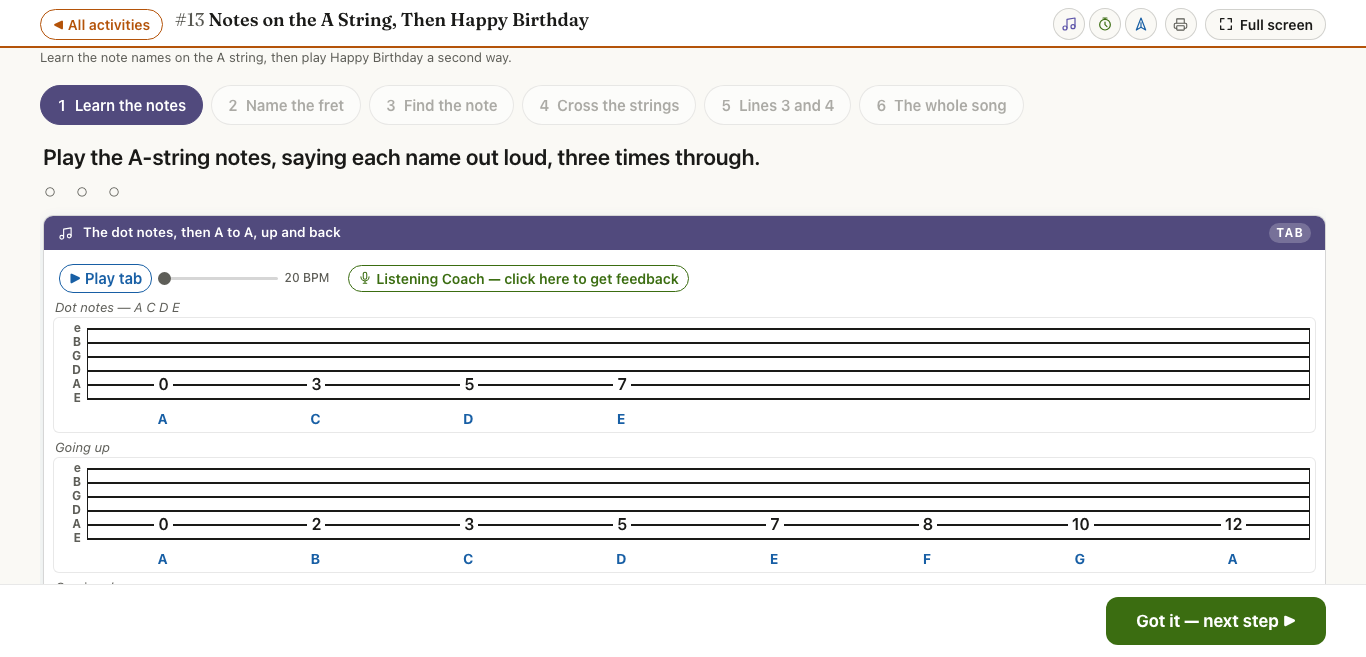 ◄ All activities
#13 Notes on the A String, Then Happy Birthday
Full screen
Learn the note names on the A string, then play Happy Birthday a second way.
1 Learn the notes
2 Name the fret
3 Find the note
4 Cross the strings
5 Lines 3 and 4
6 The whole song
Play the A-string notes, saying each name out loud, three times through.
The dot notes, then A to A, up and back
TAB
► Play tab
20 BPM
Listening Coach — click here to get feedback
Dot notes — A C D E
e
B
G
D
A 0 3 5 7
E
A C D E
Going up
e
B
G
D
A 0 2 3 5 7 8 10 12
E
A B C D E F G A
Got it — next step ►